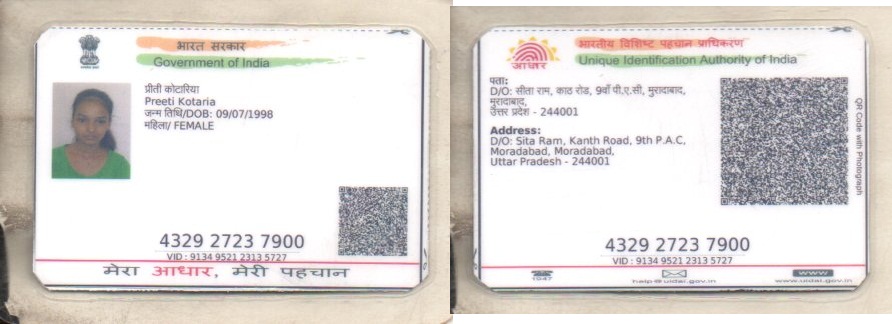 भारत सरकार
Government of India
प्रीती कोटारिया
Preeti Kotaria
जन्म तिथि/DOB: 09/07/1998
महिला/ FEMALE
4329 2723 7900
VID : 9134 9521 2313 5727
मेरा आधार, मेरी पहचान
भारतीय विशिष्ट पहचान प्राधिकरण
Unique Identification Authority of India
आधार
पता:
D/O: सीता राम, काठ रोड, 9वाँ पी.ए.सी, मुरादाबाद,
मुरादाबाद,
उत्तर प्रदेश - 244001
Address:
D/O: Sita Ram, Kanth Road, 9th P.A.C,
Moradabad, Moradabad,
Uttar Pradesh - 244001
QR Code with Photograph
4329 2723 7900
VID : 9134 9521 2313 5727
1947
help@uidai.gov.in
www
www.uidai.gov.in